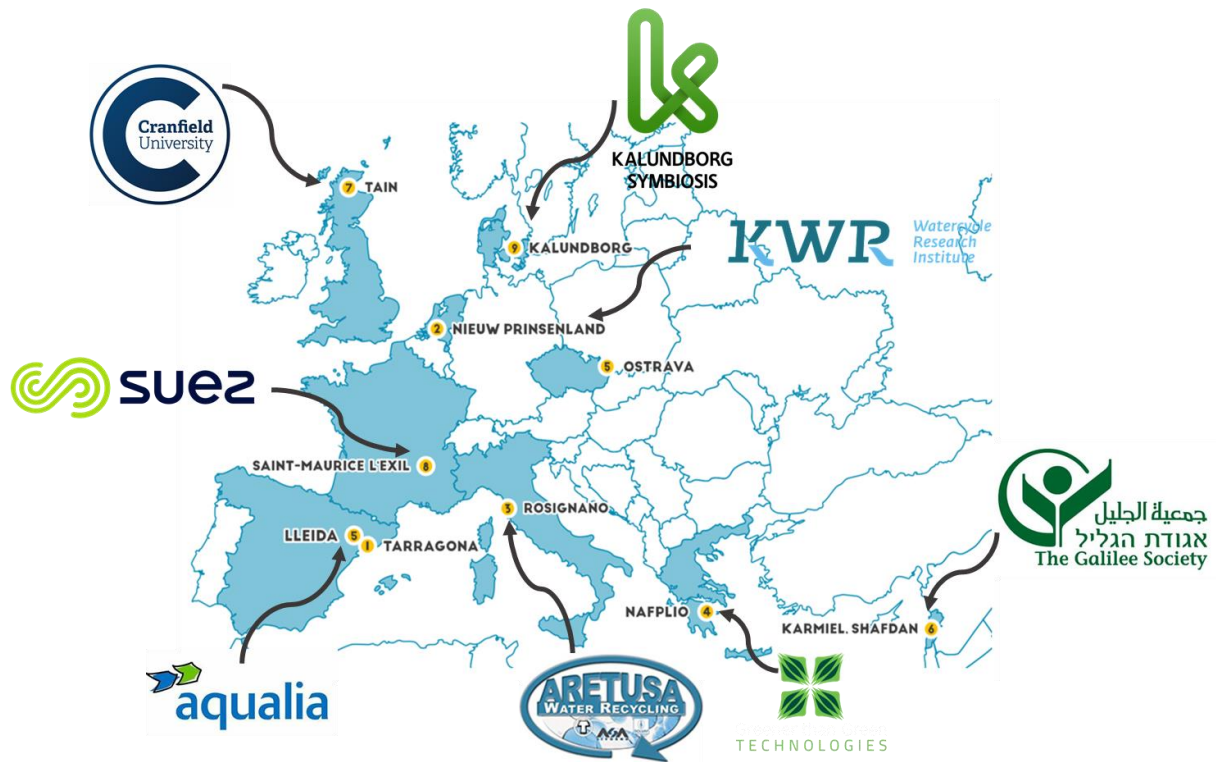 Cranfield
University
KALUNDBORG
SYMBIOSIS
KWR
Watercycle
Research
Institute
7 TAIN
9 KALUNDBORG
2 NIEUW PRINSENLAND
5 OSTRAVA
suez
SAINT-MAURICE L'EXIL 8
3 ROSIGNANO
LLEIDA 5
1 TARRAGONA
NAFPLIO 4
KARMIEL. SHAFDAN 6
جمعية الجليل
אגודת הגליל
The Galilee Society
aqualia
ARETUSA
WATER RECYCLING
ASA
TECHNOLOGIES